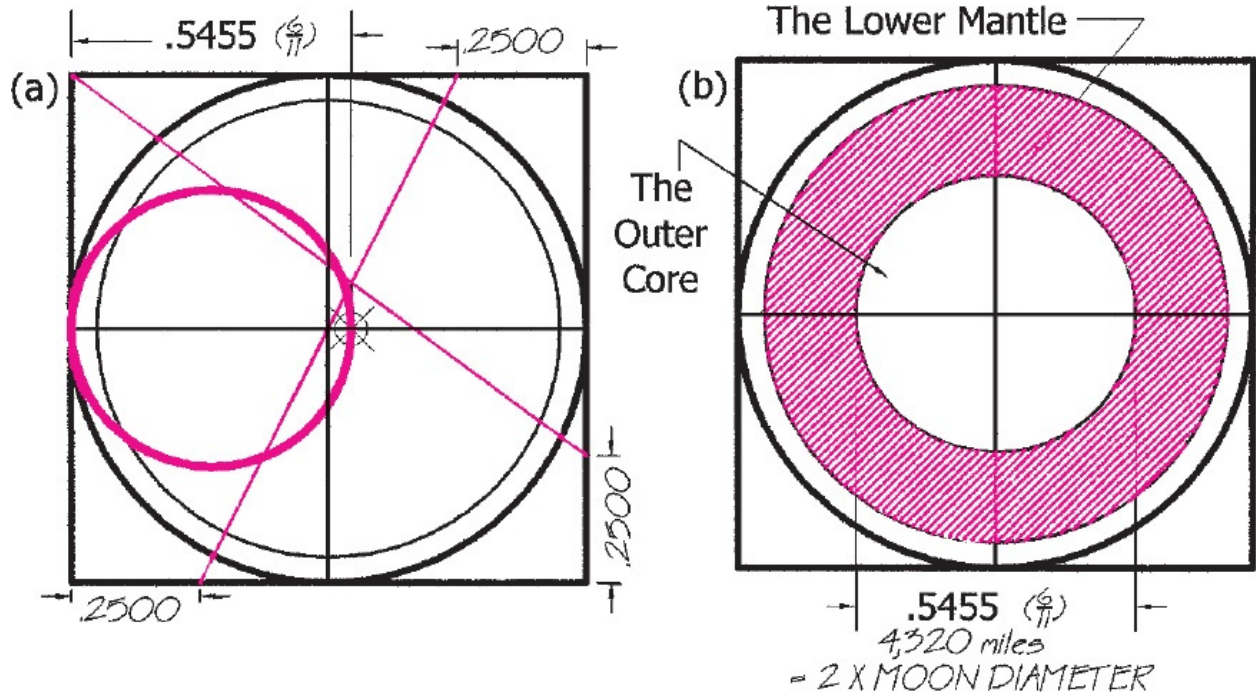 (a)
.5455 (6/11)
.2500
.2500
.2500
(b)
The Lower Mantle
The
Outer
Core
.5455 (6/11)
4,320 miles
= 2 X MOON DIAMETER